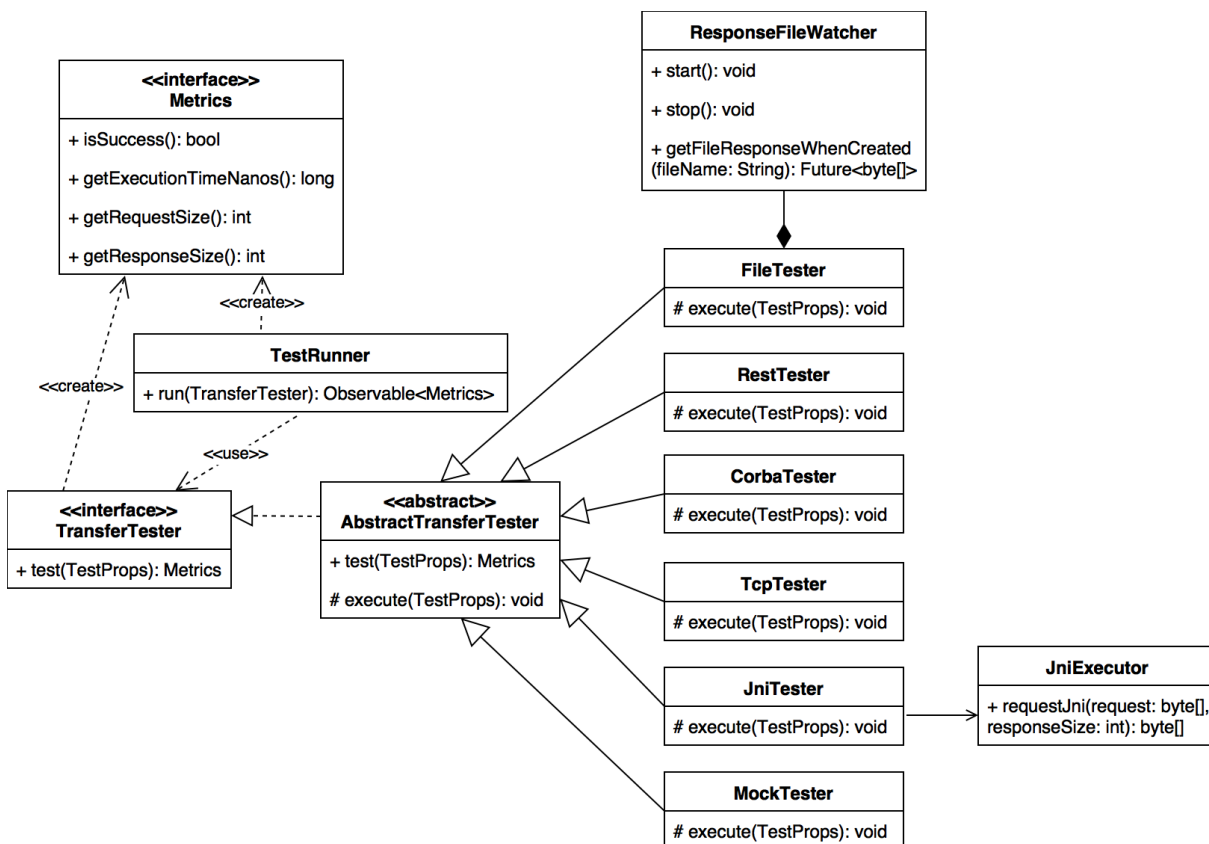 ResponseFileWatcher
+ start(): void
+ stop(): void
+ getFileResponseWhenCreated
(fileName: String): Future<byte[]>
<<interface>>
Metrics
+ isSuccess(): bool
+ getExecutionTimeNanos(): long
+ getRequestSize(): int
+ getResponseSize(): int
<<create>>
<<create>>
TestRunner
+ run(TransferTester): Observable<Metrics>
<<use>>
<<interface>>
TransferTester
+ test(TestProps): Metrics
<<abstract>>
AbstractTransferTester
+ test(TestProps): Metrics
# execute(TestProps): void
FileTester
# execute(TestProps): void
RestTester
# execute(TestProps): void
CorbaTester
# execute(TestProps): void
TcpTester
# execute(TestProps): void
JniTester
# execute(TestProps): void
JniExecutor
+ requestJni(request: byte[],
responseSize: int): byte[]
MockTester
# execute(TestProps): void